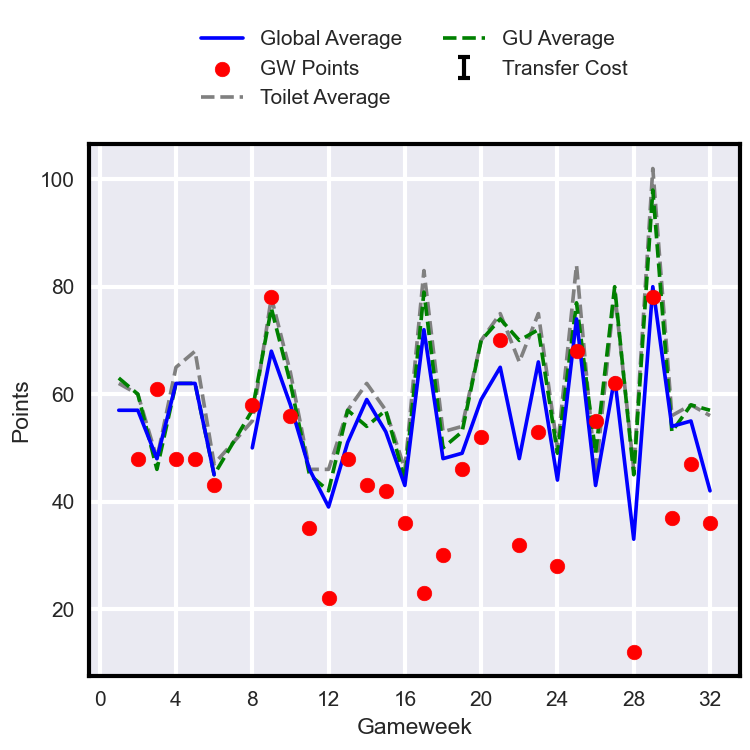 Global Average
GU Average
GW Points
Transfer Cost
Toilet Average
100
80
60
40
20
Points
0 4 8 12 16 20 24 28 32
Gameweek